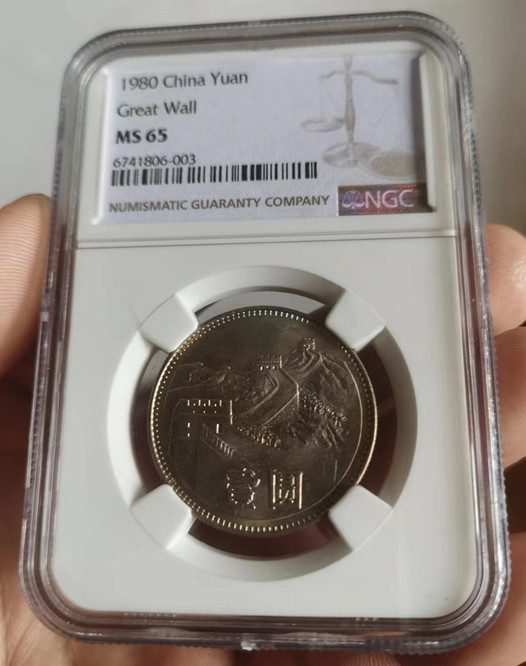 1980 China Yuan
Great Wall
MS 65
6741806-003
NUMISMATIC GUARANTY COMPANY NGC
壹圆